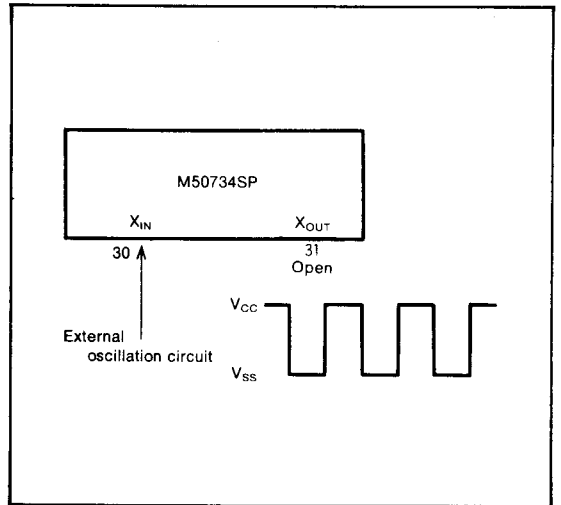 M50734SP
X_IN X_OUT
30 31
Open
V_CC
External
oscillation circuit
V_SS